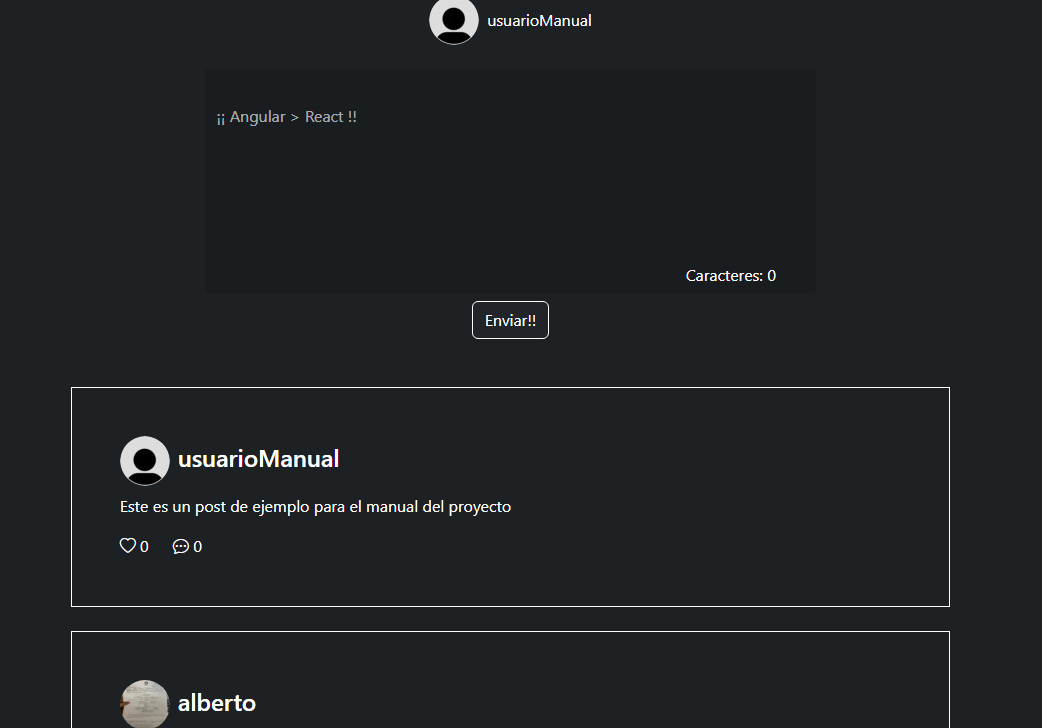 usuarioManual
¡¡ Angular > React !!
Caracteres: 0
Enviar!!
usuarioManual
Este es un post de ejemplo para el manual del proyecto
0 0
alberto